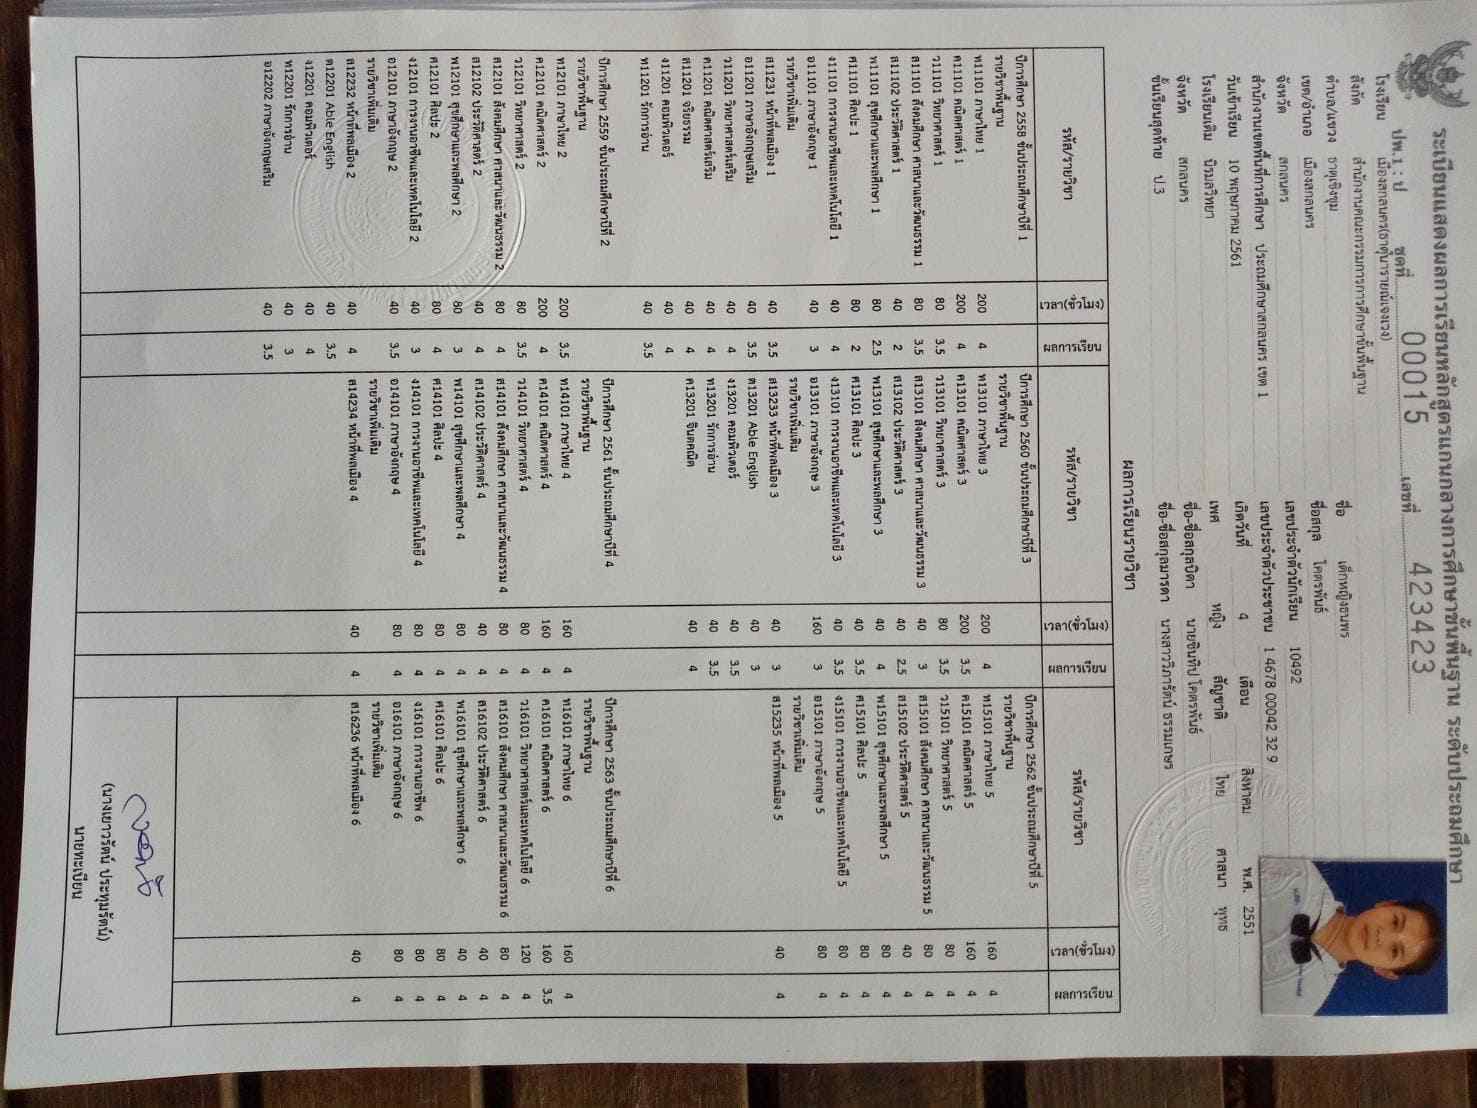 ระเบียนแสดงผลการเรียนหลักสูตรแกนกลางการศึกษาขั้นพื้นฐาน ระดับประถมศึกษา
ปพ.1 : ป ชุดที่ 00015 เลขที่ 423423
โรงเรียน เมืองสกลนคร(ธาตุนารายณ์เจงเวง)
สังกัด สำนักงานคณะกรรมการการศึกษาขั้นพื้นฐาน
ตำบล/แขวง ธาตุเชิงชุม
เขต/อำเภอ เมืองสกลนคร
จังหวัด สกลนคร
สำนักงานเขตพื้นที่การศึกษา ประถมศึกษาสกลนคร เขต 1
วันเข้าเรียน 10 พฤษภาคม 2561
โรงเรียนเดิม
จังหวัด สกลนคร
ชั้นเรียนสุดท้าย ป.3
ชื่อ เด็กหญิงธนพร
ชื่อสกุล โคตรพันธ์
เลขประจำตัวนักเรียน 10492
เลขประจำตัวประชาชน 1 4678 00042 32 9
เกิดวันที่ 4 เดือน สิงหาคม พ.ศ. 2551
เพศ หญิง สัญชาติ ไทย ศาสนา พุทธ
ชื่อ-ชื่อสกุลบิดา นายชินทิป โคตรพันธ์
ชื่อ-ชื่อสกุลมารดา นางสาววิภารัตน์ ธรรมเกษร
ผลการเรียนรายวิชา
รหัส/รายวิชา เวลา(ชั่วโมง) ผลการเรียน
ปีการศึกษา 2558 ชั้นประถมศึกษาปีที่ 1
รายวิชาพื้นฐาน
ท11101 ภาษาไทย 1 200 4
ค11101 คณิตศาสตร์ 1 200 4
ว11101 วิทยาศาสตร์ 1 80 3.5
ส11101 สังคมศึกษา ศาสนาและวัฒนธรรม 1 80 3.5
ส11102 ประวัติศาสตร์ 1 40 2
พ11101 สุขศึกษาและพลศึกษา 1 80 2.5
ศ11101 ศิลปะ 1 80 2
ง11101 การงานอาชีพและเทคโนโลยี 1 40 4
อ11101 ภาษาอังกฤษ 1 40 3
รายวิชาเพิ่มเติม
ส11231 หน้าที่พลเมือง 1 40 3.5
อ11201 ภาษาอังกฤษเสริม 40 3.5
ว11201 วิทยาศาสตร์เสริม 40 4
ค11201 คณิตศาสตร์เสริม 40 4
ส11201 จริยธรรม 40 4
ง11201 คอมพิวเตอร์ 40 4
ท11201 รักการอ่าน 40 3.5
ปีการศึกษา 2559 ชั้นประถมศึกษาปีที่ 2
รายวิชาพื้นฐาน
ท12101 ภาษาไทย 2 200 3.5
ค12101 คณิตศาสตร์ 2 200 4
ว12101 วิทยาศาสตร์ 2 80 3.5
ส12101 สังคมศึกษา ศาสนาและวัฒนธรรม 2 80 4
ส12102 ประวัติศาสตร์ 2 40 4
พ12101 สุขศึกษาและพลศึกษา 2 80 3
ศ12101 ศิลปะ 2 80 4
ง12101 การงานอาชีพและเทคโนโลยี 2 40 3
อ12101 ภาษาอังกฤษ 2 40 3.5
รายวิชาเพิ่มเติม
ส12232 หน้าที่พลเมือง 2 40 4
ต12201 Able English 40 3.5
ง12201 คอมพิวเตอร์ 40 4
ท12201 รักการอ่าน 40 3
อ12202 ภาษาอังกฤษเสริม 40 3.5
รหัส/รายวิชา เวลา(ชั่วโมง) ผลการเรียน
ปีการศึกษา 2560 ชั้นประถมศึกษาปีที่ 3
รายวิชาพื้นฐาน
ท13101 ภาษาไทย 3 200 4
ค13101 คณิตศาสตร์ 3 200 3.5
ว13101 วิทยาศาสตร์ 3 80 3.5
ส13101 สังคมศึกษา ศาสนาและวัฒนธรรม 3 40 3
ส13102 ประวัติศาสตร์ 3 40 2.5
พ13101 สุขศึกษาและพลศึกษา 3 40 4
ศ13101 ศิลปะ 3 40 3.5
ง13101 การงานอาชีพและเทคโนโลยี 3 40 3.5
อ13101 ภาษาอังกฤษ 3 160 3
รายวิชาเพิ่มเติม
ส13233 หน้าที่พลเมือง 3 40 3
ต13201 Able English 40 3
ง13201 คอมพิวเตอร์ 40 3.5
ท13201 รักการอ่าน 40 3.5
ค13201 จินตคณิต 40 4
ปีการศึกษา 2561 ชั้นประถมศึกษาปีที่ 4
รายวิชาพื้นฐาน
ท14101 ภาษาไทย 4 160 4
ค14101 คณิตศาสตร์ 4 160 4
ว14101 วิทยาศาสตร์ 4 80 4
ส14101 สังคมศึกษา ศาสนาและวัฒนธรรม 4 80 4
ส14102 ประวัติศาสตร์ 4 40 4
พ14101 สุขศึกษาและพลศึกษา 4 80 4
ศ14101 ศิลปะ 4 80 4
ง14101 การงานอาชีพและเทคโนโลยี 4 80 4
อ14101 ภาษาอังกฤษ 4 80 4
รายวิชาเพิ่มเติม
ส14234 หน้าที่พลเมือง 4 40 4
รหัส/รายวิชา เวลา(ชั่วโมง) ผลการเรียน
ปีการศึกษา 2562 ชั้นประถมศึกษาปีที่ 5
รายวิชาพื้นฐาน
ท15101 ภาษาไทย 5 160 4
ค15101 คณิตศาสตร์ 5 160 4
ว15101 วิทยาศาสตร์ 5 80 4
ส15101 สังคมศึกษา ศาสนาและวัฒนธรรม 5 80 4
ส15102 ประวัติศาสตร์ 5 40 4
พ15101 สุขศึกษาและพลศึกษา 5 80 4
ศ15101 ศิลปะ 5 80 4
ง15101 การงานอาชีพและเทคโนโลยี 5 80 4
อ15101 ภาษาอังกฤษ 5 80 4
รายวิชาเพิ่มเติม
ส15235 หน้าที่พลเมือง 5 40 4
ปีการศึกษา 2563 ชั้นประถมศึกษาปีที่ 6
รายวิชาพื้นฐาน
ท16101 ภาษาไทย 6 160 4
ค16101 คณิตศาสตร์ 6 160 3.5
ว16101 วิทยาศาสตร์และเทคโนโลยี 6 120 4
ส16101 สังคมศึกษา ศาสนาและวัฒนธรรม 6 80 4
ส16102 ประวัติศาสตร์ 6 40 4
พ16101 สุขศึกษาและพลศึกษา 6 40 4
ศ16101 ศิลปะ 6 80 4
ง16101 การงานอาชีพ 6 80 4
อ16101 ภาษาอังกฤษ 6 80 4
รายวิชาเพิ่มเติม
ส16236 หน้าที่พลเมือง 6 40 4
(นางเยาวรัตน์ ประทุมรัตน์)
นายทะเบียน